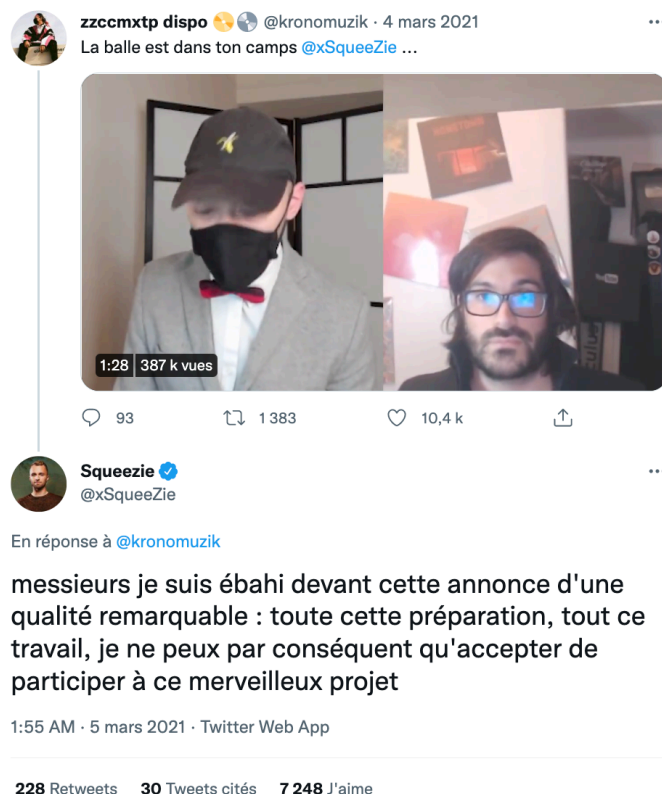 zzccmxtp dispo 📀💿 @kronomuzik · 4 mars 2021
La balle est dans ton camps @xSqueeZie ...
1:28 387 k vues
93 1 383 10,4 k
Squeezie
@xSqueeZie
En réponse à @kronomuzik
messieurs je suis ébahi devant cette annonce d'une
qualité remarquable : toute cette préparation, tout ce
travail, je ne peux par conséquent qu'accepter de
participer à ce merveilleux projet
1:55 AM · 5 mars 2021 · Twitter Web App
228 Retweets 30 Tweets cités 7 248 J'aime